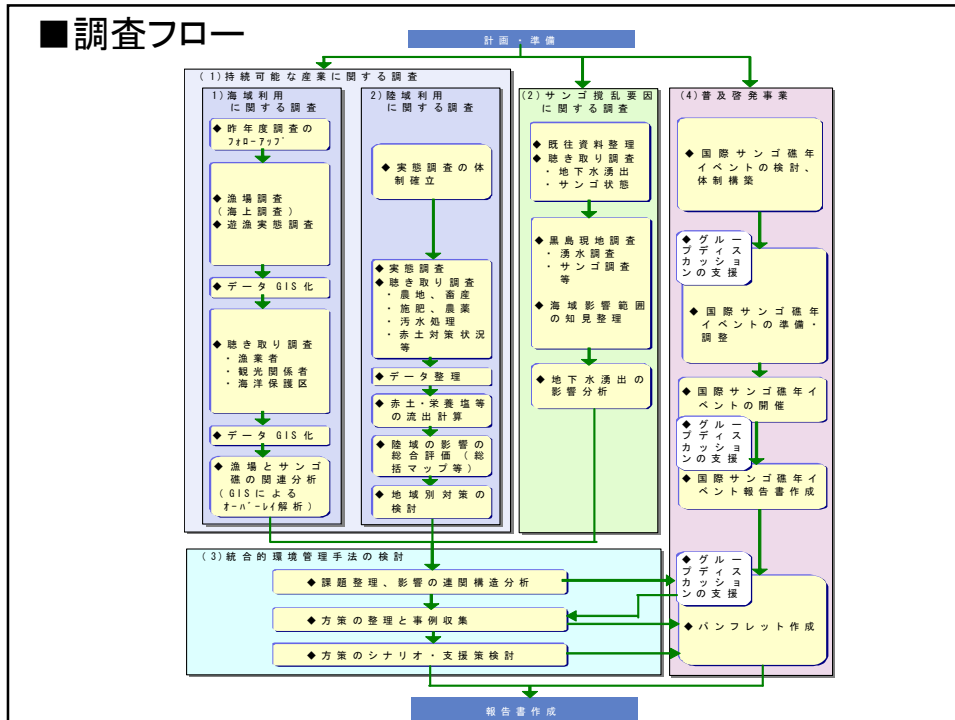 ■調査フロー
計画・準備
(1)持続可能な産業に関する調査
1)海域利用
に関する調査
◆昨年度調査の
ﾌｫﾛｰｱｯﾌﾟ
◆漁場調査
(海上調査)
◆遊漁実態調査
◆データGIS化
◆聴き取り調査
・漁業者
・観光関係者
・海洋保護区
◆データGIS化
◆漁場とサンゴ
礁の関連分析
(GISによる
ｵｰﾊﾞｰﾚｲ解析)
2)陸域利用
に関する調査
◆実態調査の体
制確立
◆実態調査
◆聴き取り調査
・農地、畜産
・施肥、農薬
・汚水処理
・赤土対策状況
等
◆データ整理
◆赤土・栄養塩等
の流出計算
◆陸域の影響の
総合評価(総
括マップ等)
◆地域別対策の
検討
(2)サンゴ撹乱要因
に関する調査
◆既往資料整理
◆聴き取り調査
・地下水湧出
・サンゴ状態
◆黒島現地調査
・湧水調査
・サンゴ調査
等
◆海域影響範囲
の知見整理
◆地下水湧出の
影響分析
(4)普及啓発事業
◆国際サンゴ礁年
イベントの検討、
体制構築
◆グルー
プディス
カッショ
ンの支援
◆国際サンゴ礁年
イベントの準備・
調整
◆国際サンゴ礁年イ
ベントの開催
◆グルー
プディス
カッショ
ンの支援
◆国際サンゴ礁年イ
ベント報告書作成
◆グルー
プディス
カッショ
ンの支援
◆パンフレット作成
(3)統合的環境管理手法の検討
◆課題整理、影響の連関構造分析
◆方策の整理と事例収集
◆方策のシナリオ・支援策検討
報告書作成